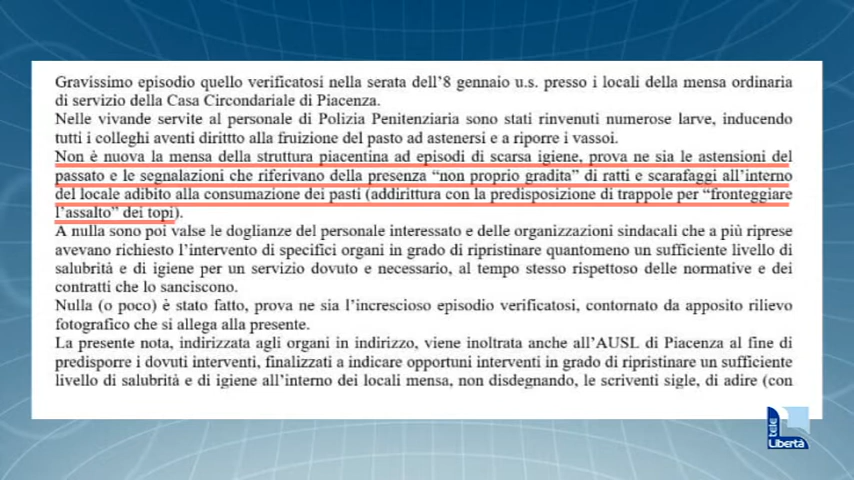 Gravissimo episodio quello verificatosi nella serata dell'8 gennaio u.s. presso i locali della mensa ordinaria
di servizio della Casa Circondariale di Piacenza.
Nelle vivande servite al personale di Polizia Penitenziaria sono stati rinvenuti numerose larve, inducendo
tutti i colleghi aventi diritto alla fruizione del pasto ad astenersi e a riporre i vassoi.
Non è nuova la mensa della struttura piacentina ad episodi di scarsa igiene, prova ne sia le astensioni del
passato e le segnalazioni che riferivano della presenza “non proprio gradita” di ratti e scarafaggi all'interno
del locale adibito alla consumazione dei pasti (addirittura con la predisposizione di trappole per “fronteggiare
l'assalto” dei topi).
A nulla sono poi valse le doglianze del personale interessato e delle organizzazioni sindacali che a più riprese
avevano richiesto l'intervento di specifici organi in grado di ripristinare quantomeno un sufficiente livello di
salubrità e di igiene per un servizio dovuto e necessario, al tempo stesso rispettoso delle normative e dei
contratti che lo sanciscono.
Nulla (o poco) è stato fatto, prova ne sia l'increscioso episodio verificatosi, contornato da apposito rilievo
fotografico che si allega alla presente.
La presente nota, indirizzata agli organi in indirizzo, viene inoltrata anche all'AUSL di Piacenza al fine di
predisporre i dovuti interventi, finalizzati a indicare opportuni interventi in grado di ripristinare un sufficiente
livello di salubrità e di igiene all'interno dei locali mensa, non disdegnando, le scriventi sigle, di adire (con
tele
Libertà